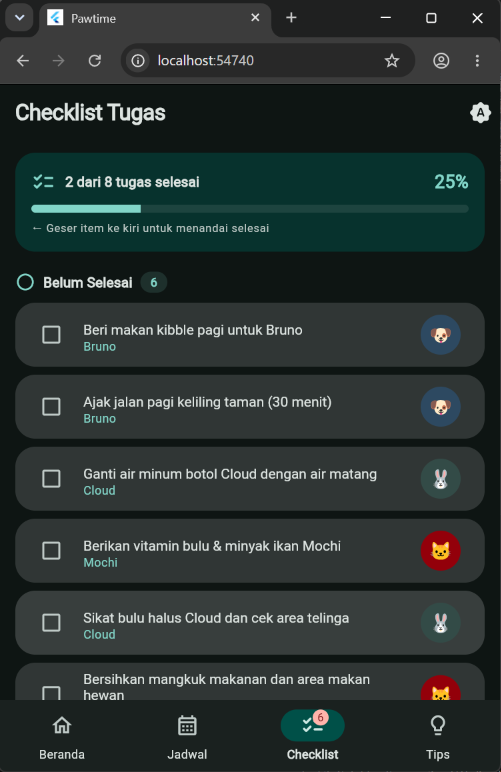 Pawtime
localhost:54740
Checklist Tugas
A
2 dari 8 tugas selesai
25%
← Geser item ke kiri untuk menandai selesai
Belum Selesai 6
Beri makan kibble pagi untuk Bruno
Bruno
Ajak jalan pagi keliling taman (30 menit)
Bruno
Ganti air minum botol Cloud dengan air matang
Cloud
Berikan vitamin bulu & minyak ikan Mochi
Mochi
Sikat bulu halus Cloud dan cek area telinga
Cloud
Bersihkan mangkuk makanan dan area makan
hewan
6
Beranda
Jadwal
Checklist
Tips